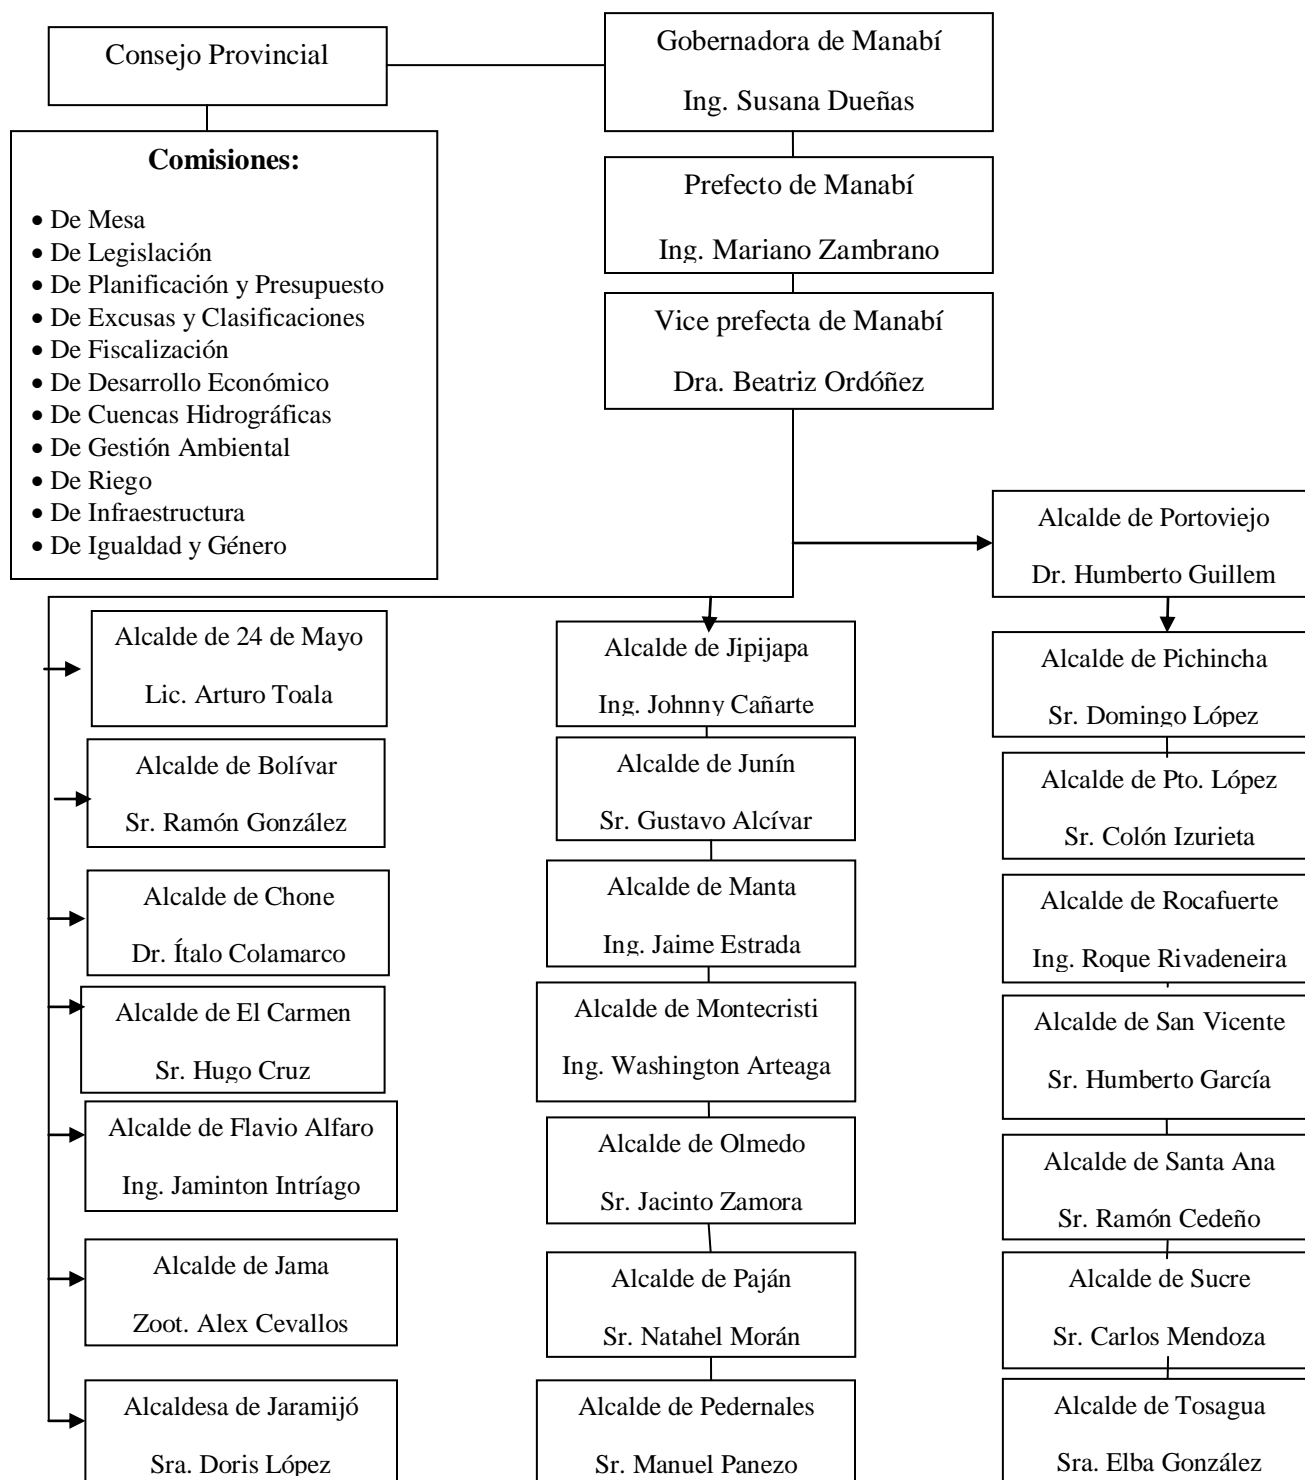 Consejo Provincial
Gobernadora de Manabí
Ing. Susana Dueñas
Comisiones:
• De Mesa
• De Legislación
• De Planificación y Presupuesto
• De Excusas y Clasificaciones
• De Fiscalización
• De Desarrollo Económico
• De Cuencas Hidrográficas
• De Gestión Ambiental
• De Riego
• De Infraestructura
• De Igualdad y Género
Prefecto de Manabí
Ing. Mariano Zambrano
Vice prefecta de Manabí
Dra. Beatriz Ordóñez
Alcalde de Portoviejo
Dr. Humberto Guillem
Alcalde de 24 de Mayo
Lic. Arturo Toala
Alcalde de Bolívar
Sr. Ramón González
Alcalde de Chone
Dr. Ítalo Colamarco
Alcalde de El Carmen
Sr. Hugo Cruz
Alcalde de Flavio Alfaro
Ing. Jaminton Intríago
Alcalde de Jama
Zoot. Alex Cevallos
Alcaldesa de Jaramijó
Sra. Doris López
Alcalde de Jipijapa
Ing. Johnny Cañarte
Alcalde de Junín
Sr. Gustavo Alcívar
Alcalde de Manta
Ing. Jaime Estrada
Alcalde de Montecristi
Ing. Washington Arteaga
Alcalde de Olmedo
Sr. Jacinto Zamora
Alcalde de Paján
Sr. Natahel Morán
Alcalde de Pedernales
Sr. Manuel Panezo
Alcalde de Pichincha
Sr. Domingo López
Alcalde de Pto. López
Sr. Colón Izurieta
Alcalde de Rocafuerte
Ing. Roque Rivadeneira
Alcalde de San Vicente
Sr. Humberto García
Alcalde de Santa Ana
Sr. Ramón Cedeño
Alcalde de Sucre
Sr. Carlos Mendoza
Alcalde de Tosagua
Sra. Elba González